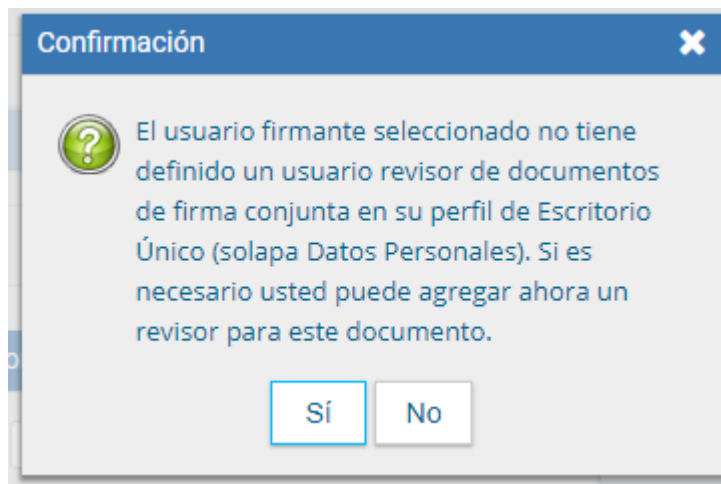 Confirmación
El usuario firmante seleccionado no tiene
definido un usuario revisor de documentos
de firma conjunta en su perfil de Escritorio
Único (solapa Datos Personales). Si es
necesario usted puede agregar ahora un
revisor para este documento.
Sí No